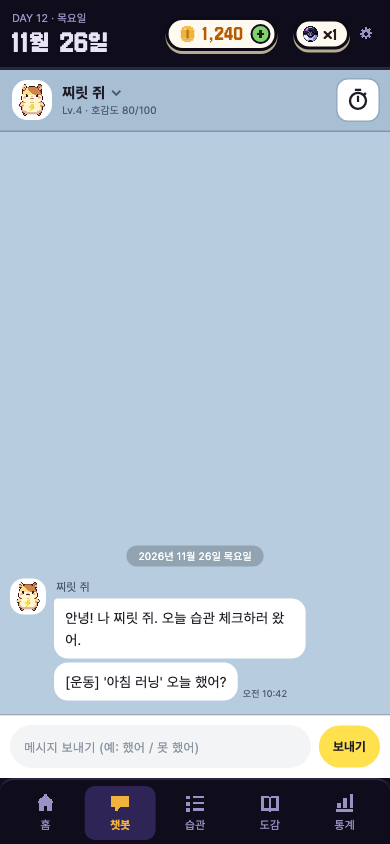 DAY 12 · 목요일
11월 26일
1,240
×1
찌릿 쥐
Lv.4 · 호감도 80/100
2026년 11월 26일 목요일
찌릿 쥐
안녕! 나 찌릿 쥐. 오늘 습관 체크하러 왔
어.
[운동] '아침 러닝' 오늘 했어?
오전 10:42
메시지 보내기 (예: 했어 / 못 했어)
보내기
홈
챗봇
습관
도감
통계